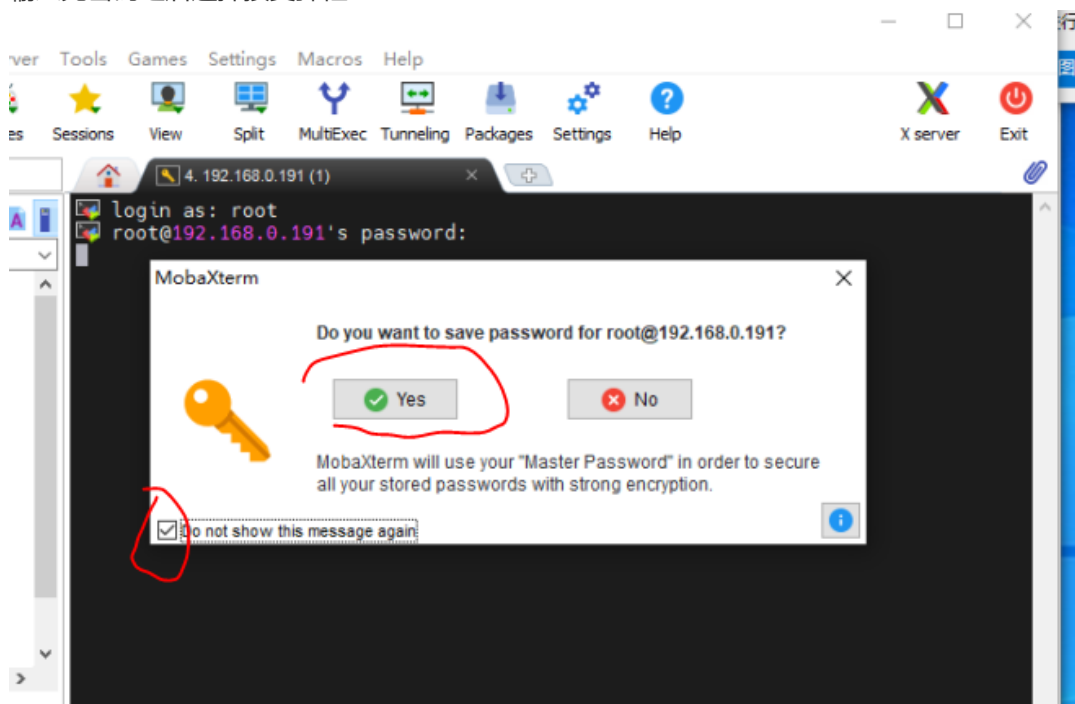 rver Tools Games Settings Macros Help
es Sessions View Split MultiExec Tunneling Packages Settings Help X server Exit
4. 192.168.0.191 (1)
login as: root
root@192.168.0.191's password:
MobaXterm
Do you want to save password for root@192.168.0.191?
Yes No
MobaXterm will use your "Master Password" in order to secure
all your stored passwords with strong encryption.
Do not show this message again